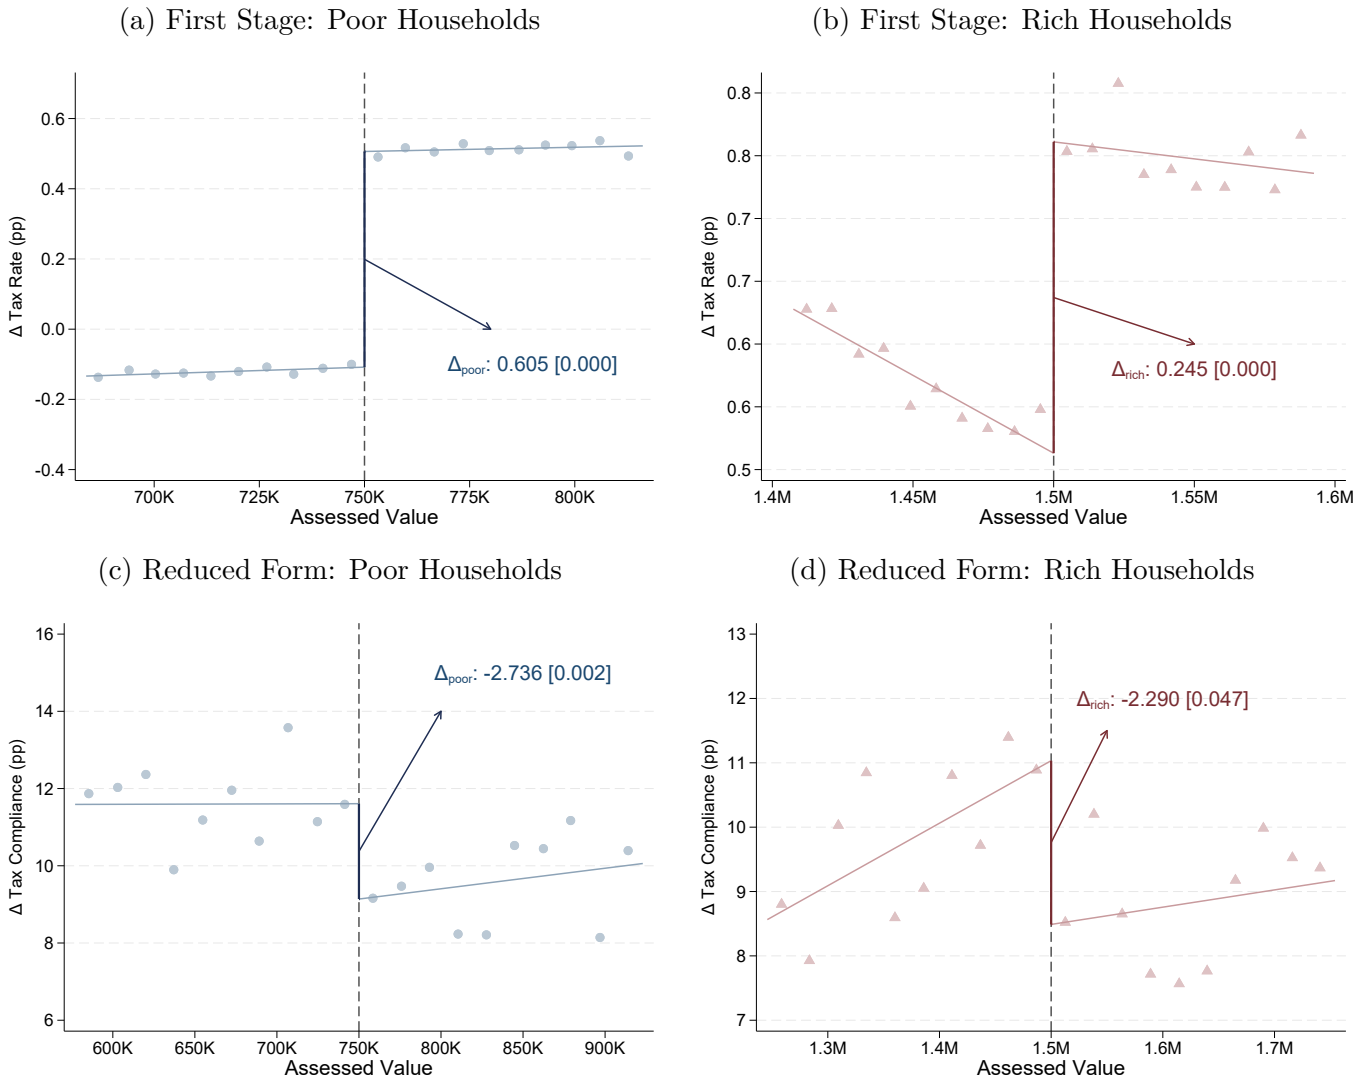 (a) First Stage: Poor Households
Δ Tax Rate (pp)
0.6
0.4
0.2
0.0
-0.2
-0.4
Δpoor: 0.605 [0.000]
700K 725K 750K 775K 800K
Assessed Value
(b) First Stage: Rich Households
Δ Tax Rate (pp)
0.8
0.8
0.7
0.7
0.6
0.6
0.5
Δrich: 0.245 [0.000]
1.4M 1.45M 1.5M 1.55M 1.6M
Assessed Value
(c) Reduced Form: Poor Households
Δ Tax Compliance (pp)
16
14
12
10
8
6
Δpoor: -2.736 [0.002]
600K 650K 700K 750K 800K 850K 900K
Assessed Value
(d) Reduced Form: Rich Households
Δ Tax Compliance (pp)
13
12
11
10
9
8
7
Δrich: -2.290 [0.047]
1.3M 1.4M 1.5M 1.6M 1.7M
Assessed Value